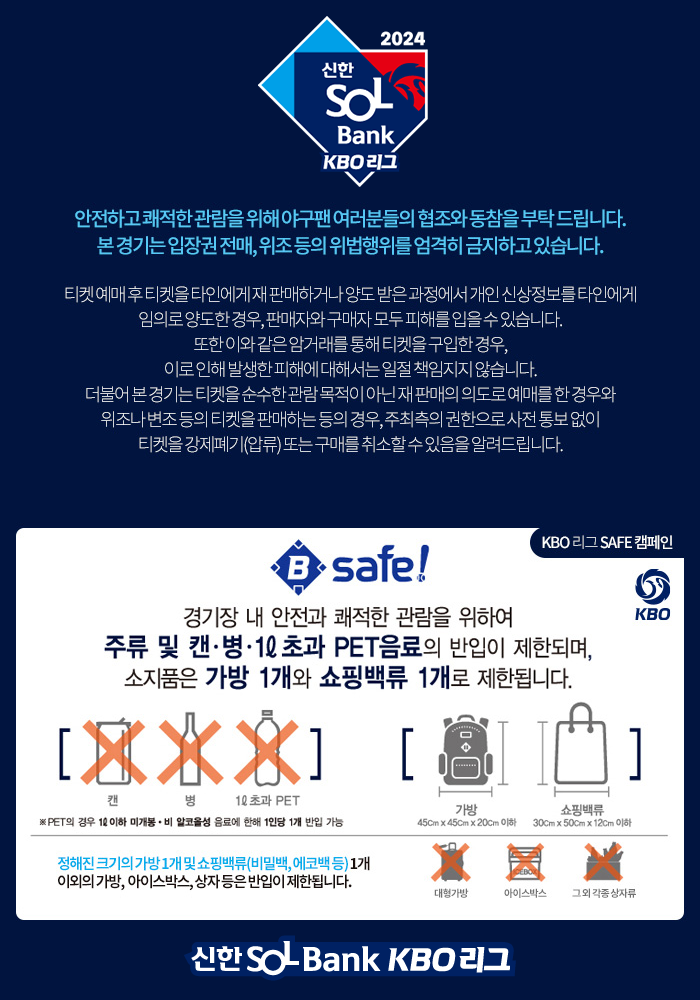 2024
신한
SOL
Bank
KBO 리그
안전하고 쾌적한 관람을 위해 야구팬 여러분들의 협조와 동참을 부탁 드립니다.
본 경기는 입장권 전매, 위조 등의 위법행위를 엄격히 금지하고 있습니다.
티켓 예매 후 티켓을 타인에게 재 판매하거나 양도 받은 과정에서 개인 신상정보를 타인에게
임의로 양도한 경우, 판매자와 구매자 모두 피해를 입을 수 있습니다.
또한 이와 같은 암거래를 통해 티켓을 구입한 경우,
이로 인해 발생한 피해에 대해서는 일절 책임지지 않습니다.
더불어 본 경기는 티켓을 순수한 관람 목적이 아닌 재 판매의 의도로 예매를 한 경우와
위조나 변조 등의 티켓을 판매하는 등의 경우, 주최측의 권한으로 사전 통보 없이
티켓을 강제폐기(압류) 또는 구매를 취소할 수 있음을 알려드립니다.
KBO 리그 SAFE 캠페인
B safe!
KBO
경기장 내 안전과 쾌적한 관람을 위하여
주류 및 캔·병·1ℓ 초과 PET음료의 반입이 제한되며,
소지품은 가방 1개와 쇼핑백류 1개로 제한됩니다.
캔
병
1ℓ 초과 PET
※ PET의 경우 1ℓ 이하 미개봉·비 알코올성 음료에 한해 1인당 1개 반입 가능
가방
45cm x 45cm x 20cm 이하
쇼핑백류
30cm x 50cm x 12cm 이하
정해진 크기의 가방 1개 및 쇼핑백류(비밀백, 에코백 등) 1개
이외의 가방, 아이스박스, 상자 등은 반입이 제한됩니다.
대형가방
아이스박스
그 외 각종 상자류
신한 SOL Bank KBO 리그